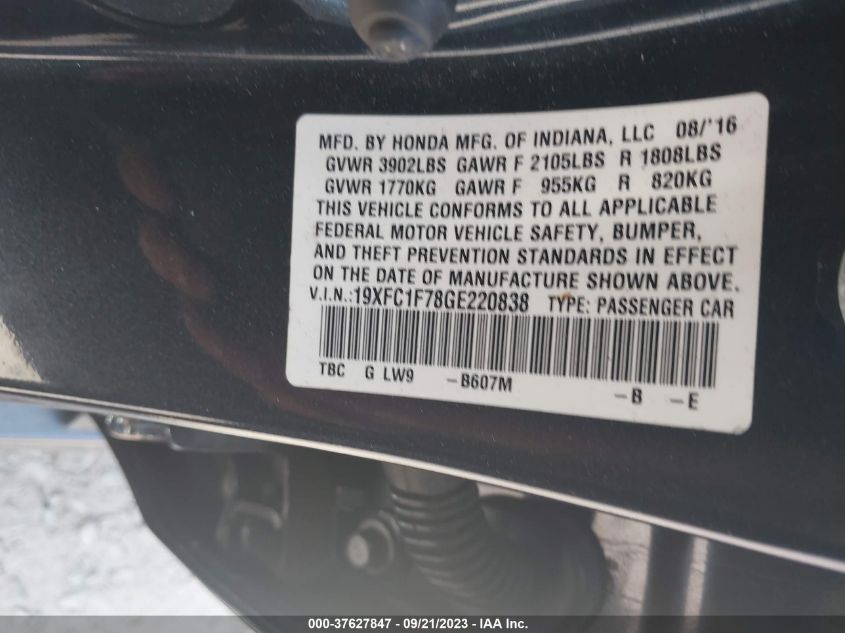 MFD. BY HONDA MFG. OF INDIANA, LLC 08/'16
GVWR 3902LBS GAWR F 2105LBS R 1808LBS
GVWR 1770KG GAWR F 955KG R 820KG
THIS VEHICLE CONFORMS TO ALL APPLICABLE
FEDERAL MOTOR VEHICLE SAFETY, BUMPER,
AND THEFT PREVENTION STANDARDS IN EFFECT
ON THE DATE OF MANUFACTURE SHOWN ABOVE.
V.I.N.:19XFC1F78GE220838 TYPE: PASSENGER CAR
TBC G LW9 -B607M -B -E
000-37627847 - 09/21/2023 - IAA Inc.